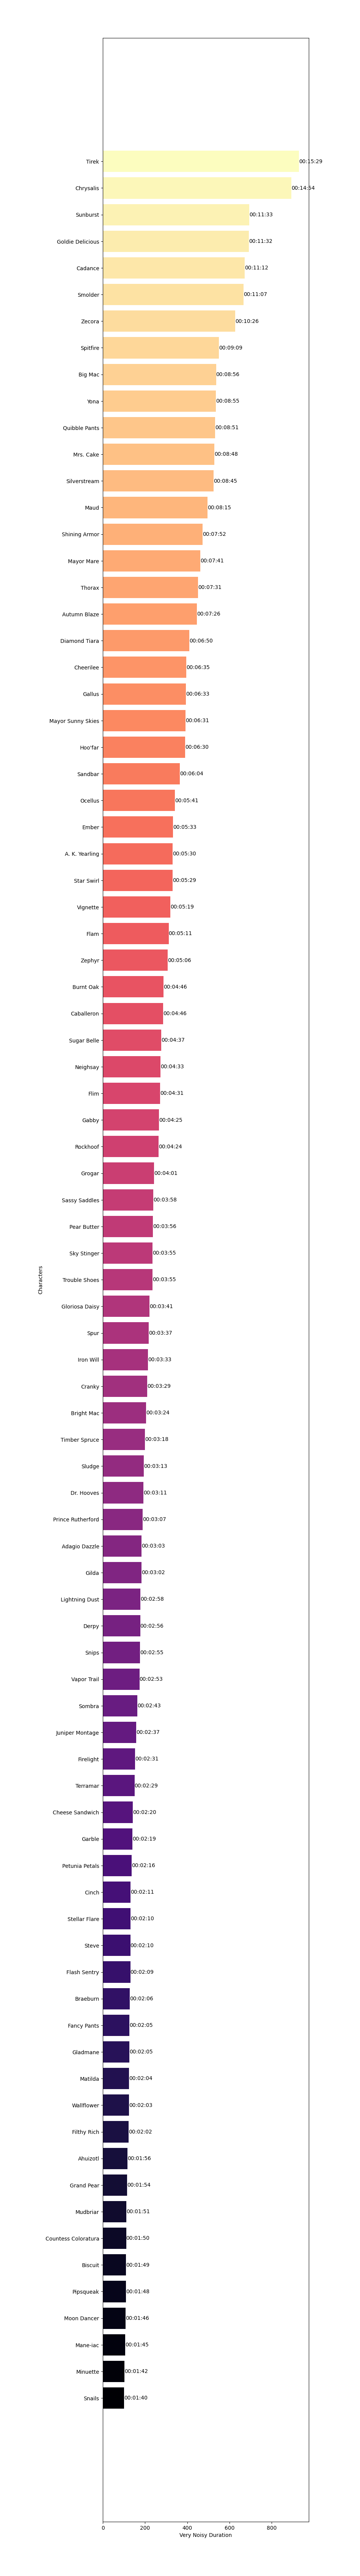 Tirek 00:15:29
Chrysalis 00:14:54
Sunburst 00:11:33
Goldie Delicious 00:11:32
Cadance 00:11:12
Smolder 00:11:07
Zecora 00:10:26
Spitfire 00:09:09
Big Mac 00:08:56
Yona 00:08:55
Quibble Pants 00:08:51
Mrs. Cake 00:08:48
Silverstream 00:08:45
Maud 00:08:15
Shining Armor 00:07:52
Mayor Mare 00:07:41
Thorax 00:07:31
Autumn Blaze 00:07:26
Diamond Tiara 00:06:50
Cheerilee 00:06:35
Gallus 00:06:33
Mayor Sunny Skies 00:06:31
Hoo'far 00:06:30
Sandbar 00:06:04
Ocellus 00:05:41
Ember 00:05:33
A. K. Yearling 00:05:30
Star Swirl 00:05:29
Vignette 00:05:19
Flam 00:05:11
Zephyr 00:05:06
Burnt Oak 00:04:46
Caballeron 00:04:46
Sugar Belle 00:04:37
Neighsay 00:04:33
Flim 00:04:31
Gabby 00:04:25
Rockhoof 00:04:24
Grogar 00:04:01
Sassy Saddles 00:03:58
Pear Butter 00:03:56
Sky Stinger 00:03:55
Trouble Shoes 00:03:55
Gloriosa Daisy 00:03:41
Spur 00:03:37
Iron Will 00:03:33
Cranky 00:03:29
Bright Mac 00:03:24
Timber Spruce 00:03:18
Sludge 00:03:13
Dr. Hooves 00:03:11
Prince Rutherford 00:03:07
Adagio Dazzle 00:03:03
Gilda 00:03:02
Lightning Dust 00:02:58
Derpy 00:02:56
Snips 00:02:55
Vapor Trail 00:02:53
Sombra 00:02:43
Juniper Montage 00:02:37
Firelight 00:02:31
Terramar 00:02:29
Cheese Sandwich 00:02:20
Garble 00:02:19
Petunia Petals 00:02:16
Cinch 00:02:11
Stellar Flare 00:02:10
Steve 00:02:10
Flash Sentry 00:02:09
Braeburn 00:02:06
Fancy Pants 00:02:05
Gladmane 00:02:05
Matilda 00:02:04
Wallflower 00:02:03
Filthy Rich 00:02:02
Ahuizotl 00:01:56
Grand Pear 00:01:54
Mudbriar 00:01:51
Countess Coloratura 00:01:50
Biscuit 00:01:49
Pipsqueak 00:01:48
Moon Dancer 00:01:46
Mane-iac 00:01:45
Minuette 00:01:42
Snails 00:01:40
Characters
0 200 400 600 800
Very Noisy Duration